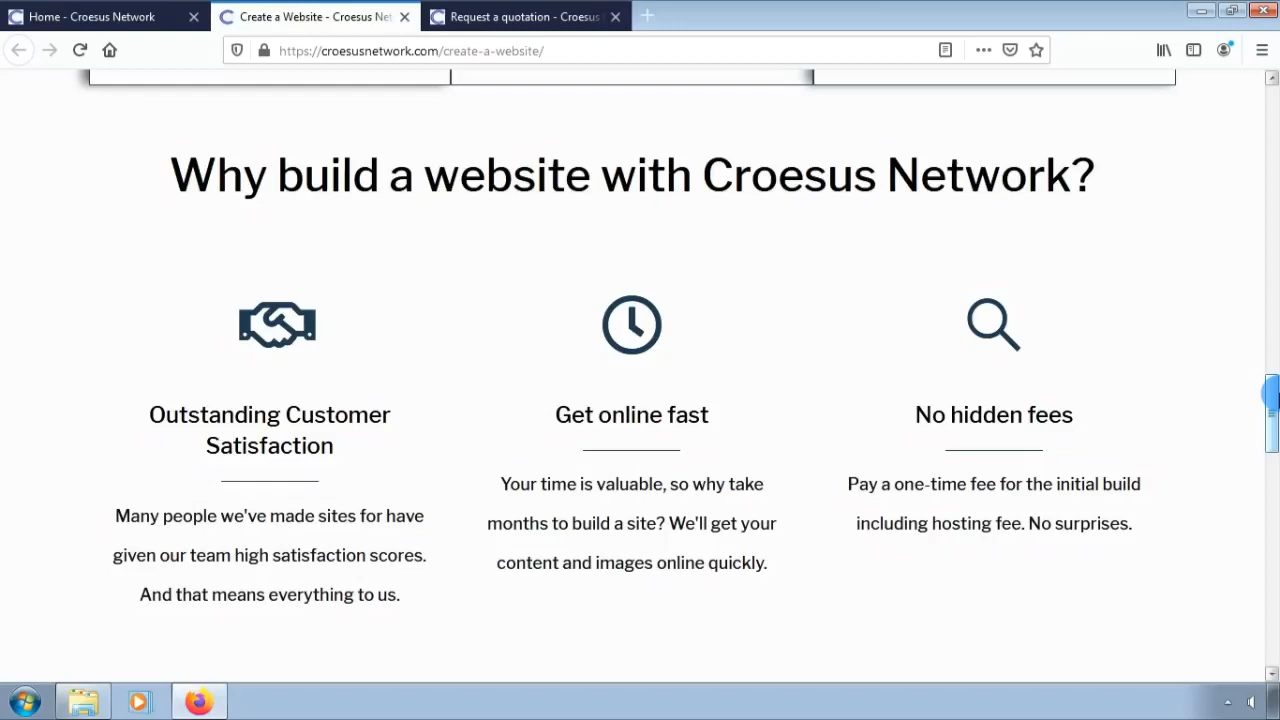 Home - Croesus Network
Create a Website - Croesus Net
Request a quotation - Croesus
https://croesusnetwork.com/create-a-website/
Why build a website with Croesus Network?
Outstanding Customer
Satisfaction
Many people we've made sites for have
given our team high satisfaction scores.
And that means everything to us.
Get online fast
Your time is valuable, so why take
months to build a site? We'll get your
content and images online quickly.
No hidden fees
Pay a one-time fee for the initial build
including hosting fee. No surprises.